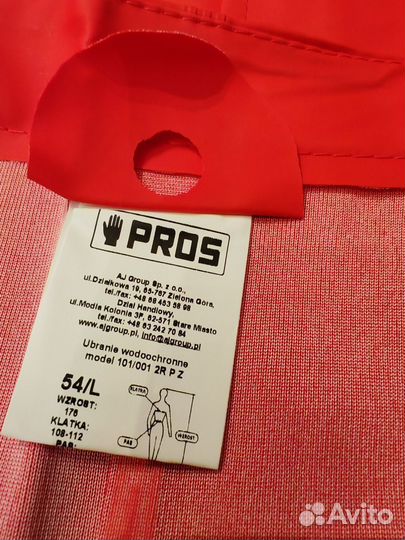 PROS
AJ Group Sp. z o.o.,
ul.Działkowa 19, 65-767 Zielona Góra,
tel./fax: +48 68 453 58 98
Dział Handlowy,
ul.Modła Kolonia 3F, 62-571 Stare Miasto
tel./fax: +48 63 242 70 84
www.ajgroup.pl, info@ajgroup.pl
Ubranie wodoochronne
model 101/001 2R P Z
54/L
WZROST:
176
KLATKA:
108-112
PAS:
KLATKA
PAS
WZROST
Avito